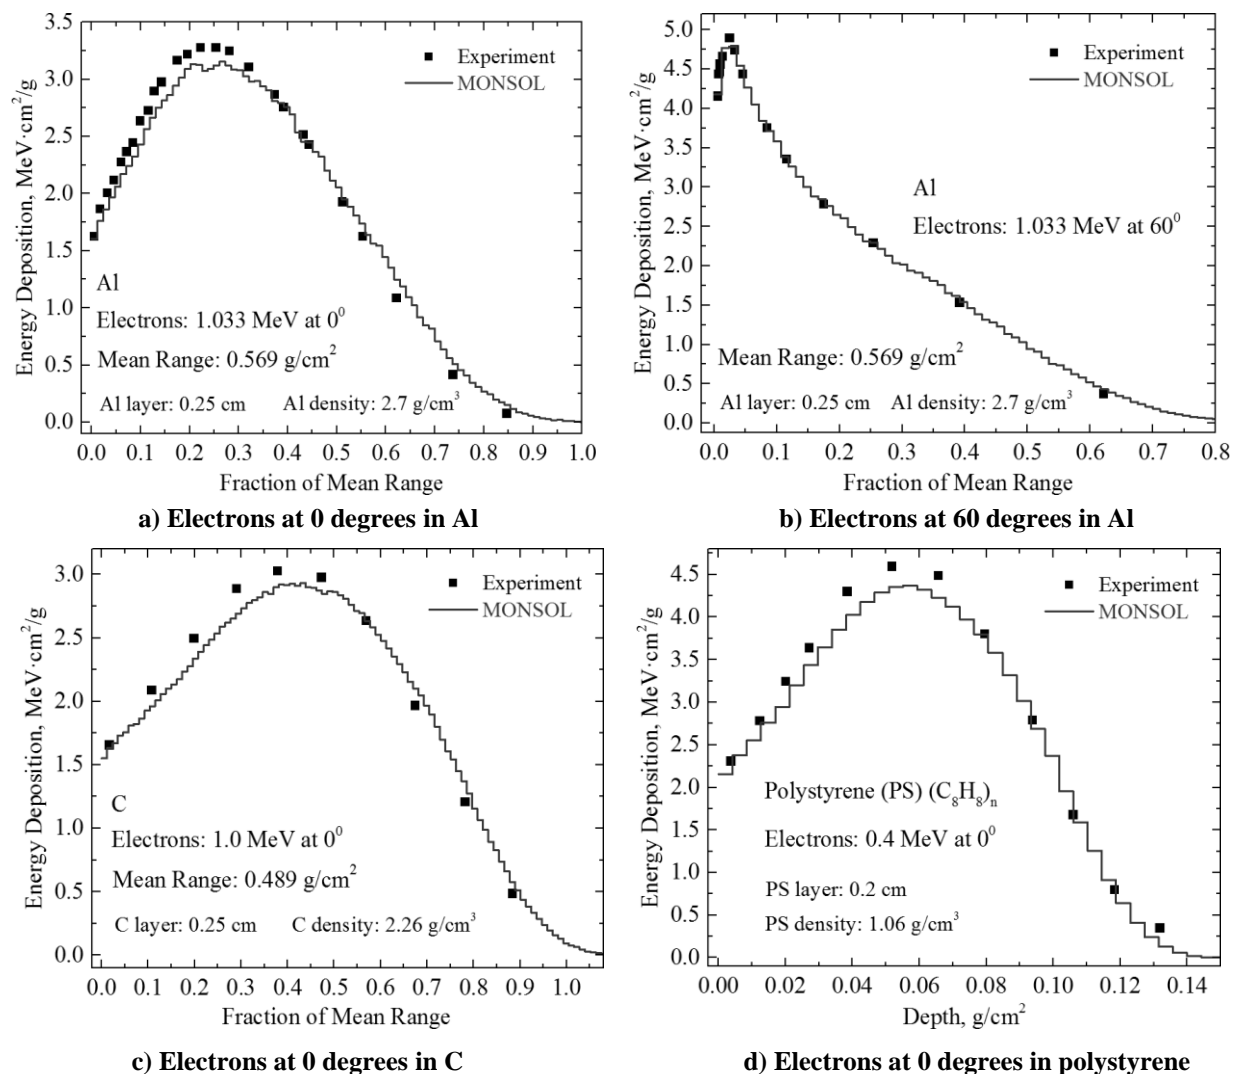 3.5
3.0
2.5
2.0
1.5
1.0
0.5
0.0
Energy Deposition, MeV·cm²/g
Experiment
MONSOL
Al
Electrons: 1.033 MeV at 0⁰
Mean Range: 0.569 g/cm²
Al layer: 0.25 cm Al density: 2.7 g/cm³
0.0 0.1 0.2 0.3 0.4 0.5 0.6 0.7 0.8 0.9 1.0
Fraction of Mean Range
a) Electrons at 0 degrees in Al
5.0
4.5
4.0
3.5
3.0
2.5
2.0
1.5
1.0
0.5
0.0
Energy Deposition, MeV·cm²/g
Experiment
MONSOL
Al
Electrons: 1.033 MeV at 60⁰
Mean Range: 0.569 g/cm²
Al layer: 0.25 cm Al density: 2.7 g/cm³
0.0 0.1 0.2 0.3 0.4 0.5 0.6 0.7 0.8
Fraction of Mean Range
b) Electrons at 60 degrees in Al
3.0
2.5
2.0
1.5
1.0
0.5
0.0
Energy Deposition, MeV·cm²/g
Experiment
MONSOL
C
Electrons: 1.0 MeV at 0⁰
Mean Range: 0.489 g/cm²
C layer: 0.25 cm C density: 2.26 g/cm³
0.0 0.1 0.2 0.3 0.4 0.5 0.6 0.7 0.8 0.9 1.0
Fraction of Mean Range
c) Electrons at 0 degrees in C
4.5
4.0
3.5
3.0
2.5
2.0
1.5
1.0
0.5
0.0
Energy Deposition, MeV·cm²/g
Experiment
MONSOL
Polystyrene (PS) (C₈H₈)ₙ
Electrons: 0.4 MeV at 0⁰
PS layer: 0.2 cm
PS density: 1.06 g/cm³
0.00 0.02 0.04 0.06 0.08 0.10 0.12 0.14
Depth, g/cm²
d) Electrons at 0 degrees in polystyrene